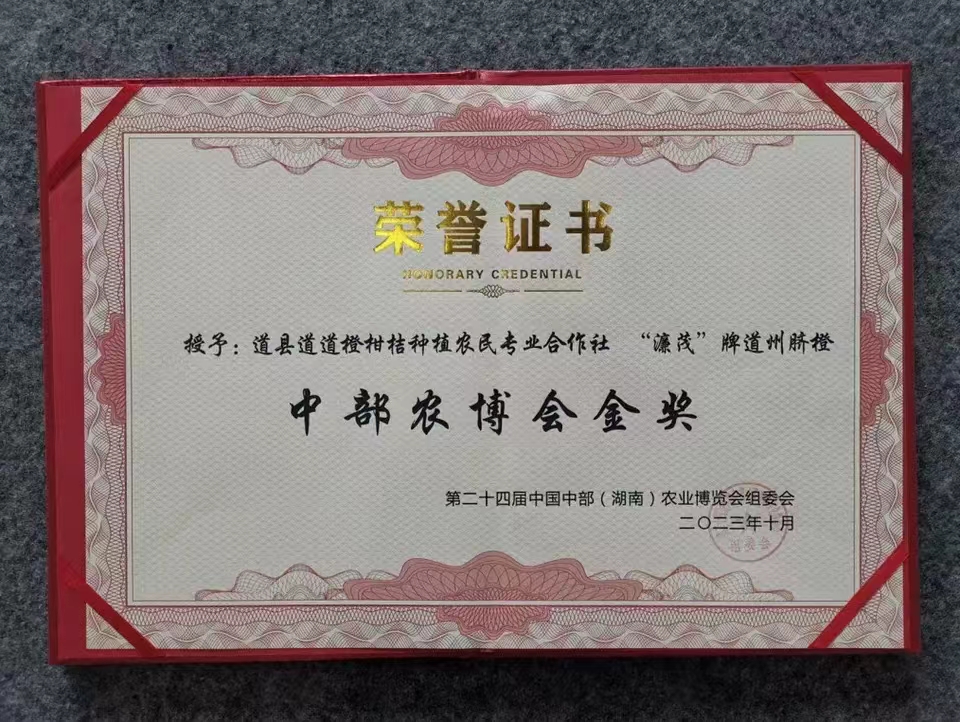 荣誉证书
HONORARY CREDENTIAL
授予：道县道道橙柑桔种植农民专业合作社 “濂茂”牌道州脐橙
中部农博会金奖
第二十四届中国中部（湖南）农业博览会组委会
二〇二三年十月
组委会